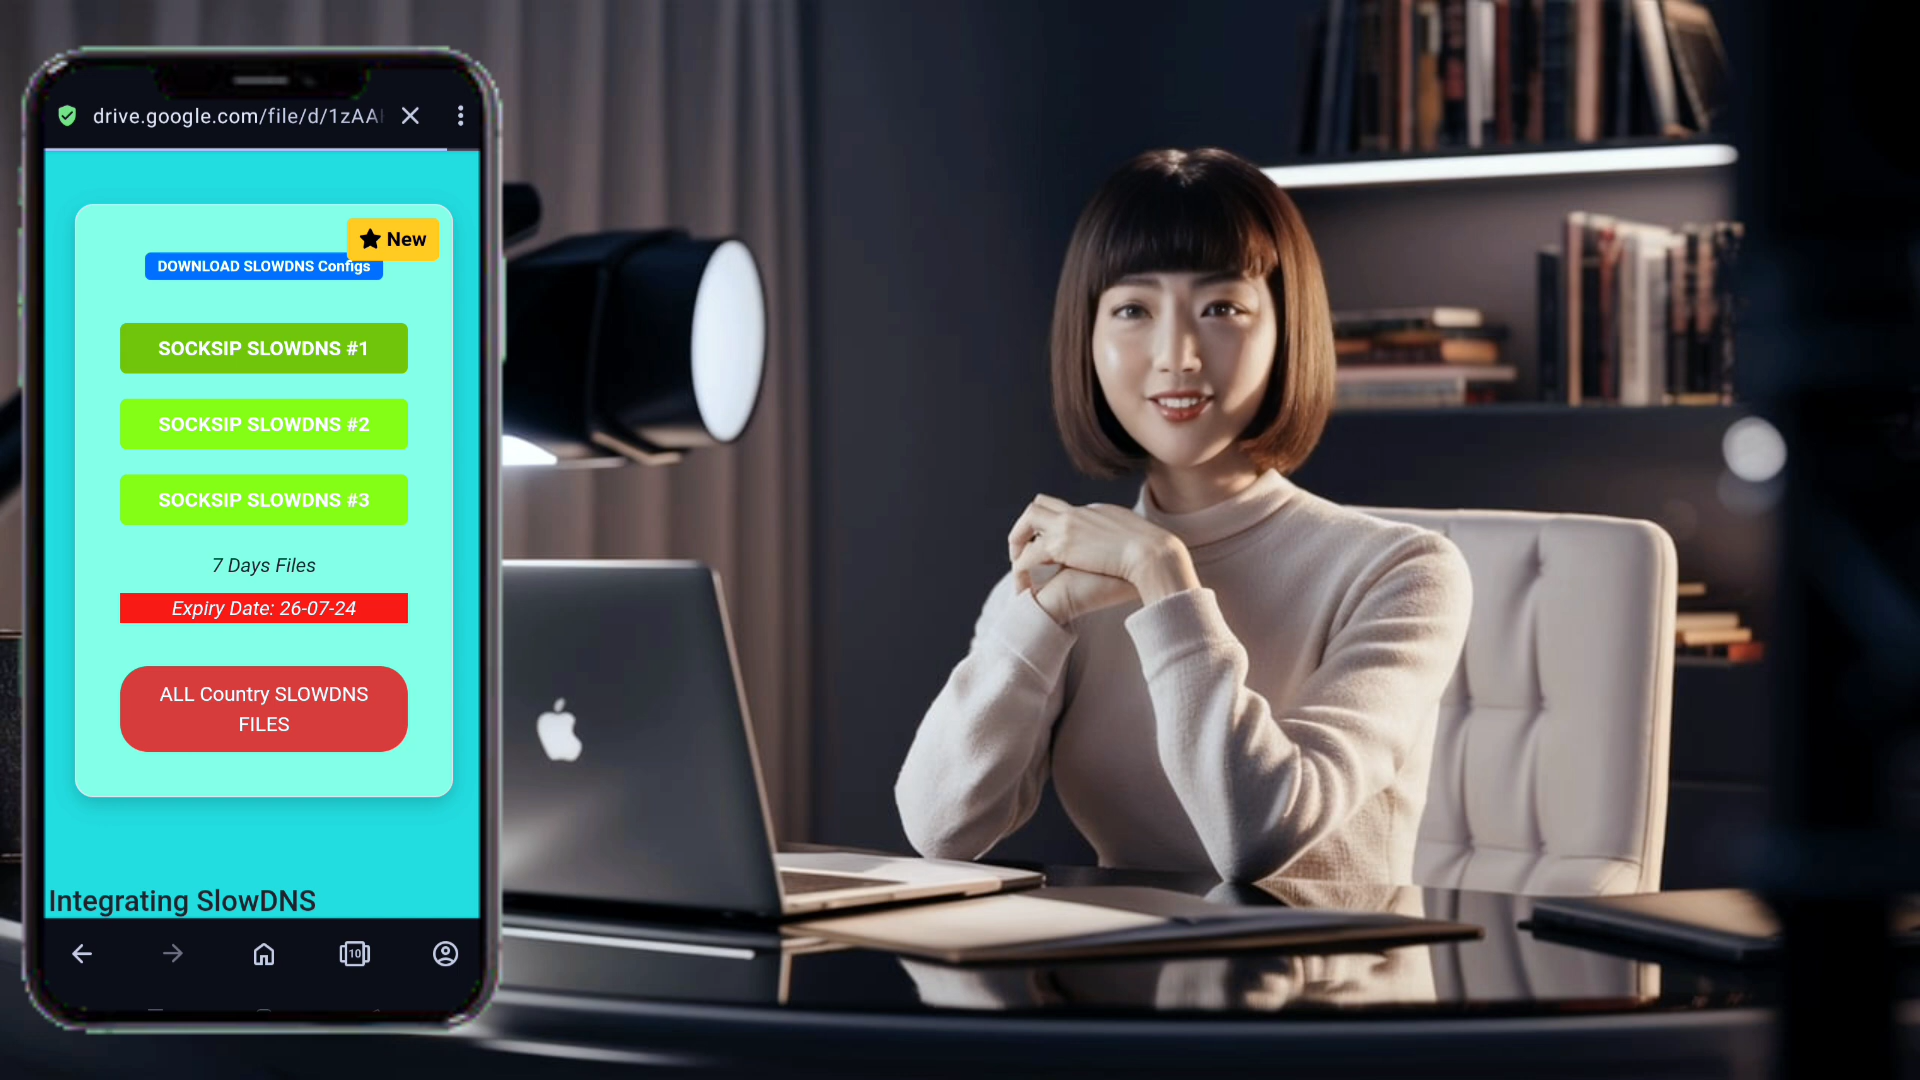 drive.google.com/file/d/1zAA
New
DOWNLOAD SLOWDNS Configs
SOCKSIP SLOWDNS #1
SOCKSIP SLOWDNS #2
SOCKSIP SLOWDNS #3
7 Days Files
Expiry Date: 26-07-24
ALL Country SLOWDNS
FILES
Integrating SlowDNS
10